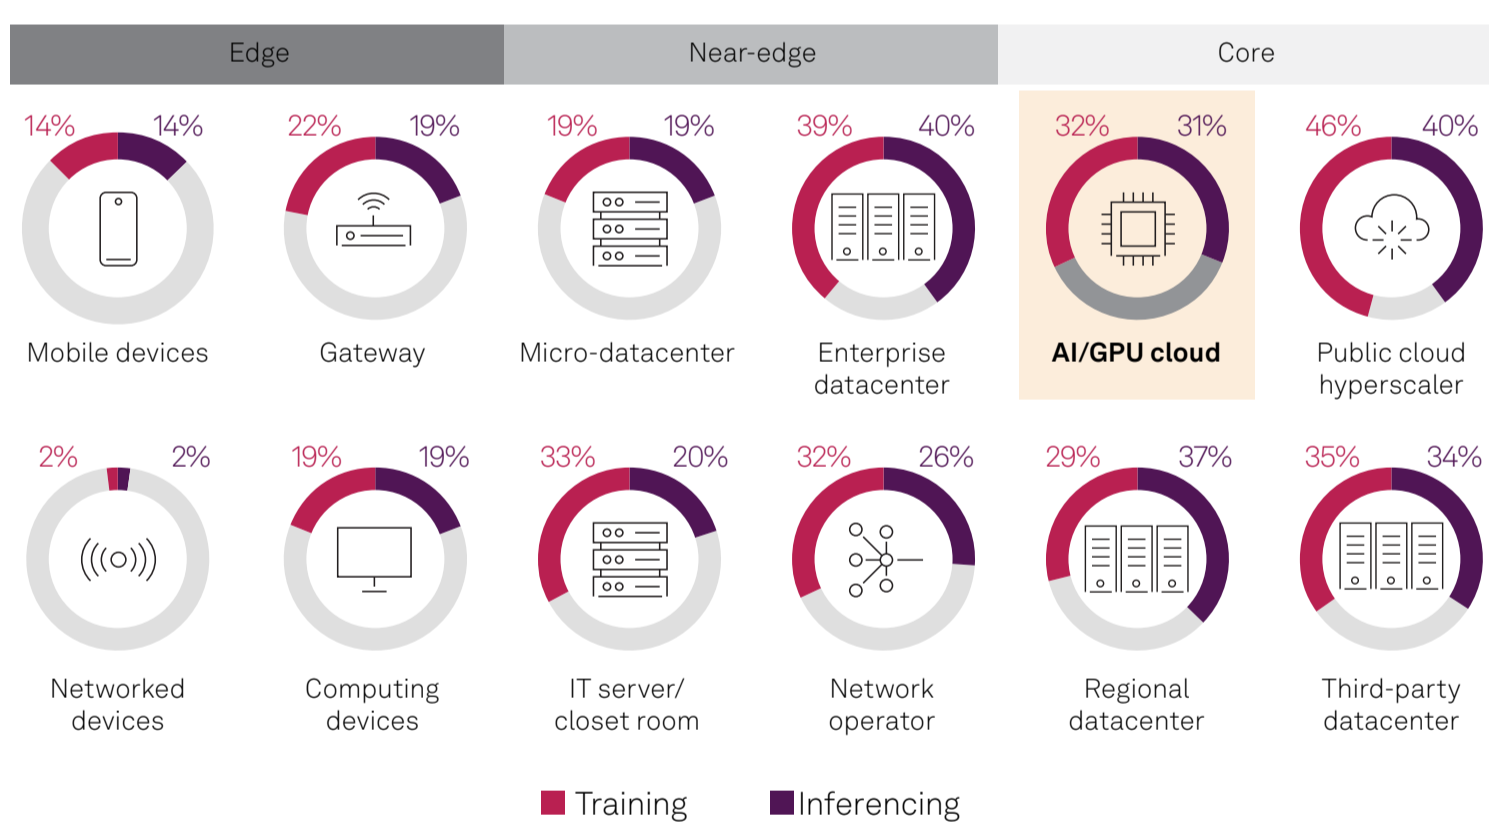 Edge
Near-edge
Core
14% 14%
22% 19%
19% 19%
39% 40%
32% 31%
46% 40%
Mobile devices
Gateway
Micro-datacenter
Enterprise
datacenter
AI/GPU cloud
Public cloud
hyperscaler
2% 2%
19% 19%
33% 20%
32% 26%
29% 37%
35% 34%
Networked
devices
Computing
devices
IT server/
closet room
Network
operator
Regional
datacenter
Third-party
datacenter
Training
Inferencing